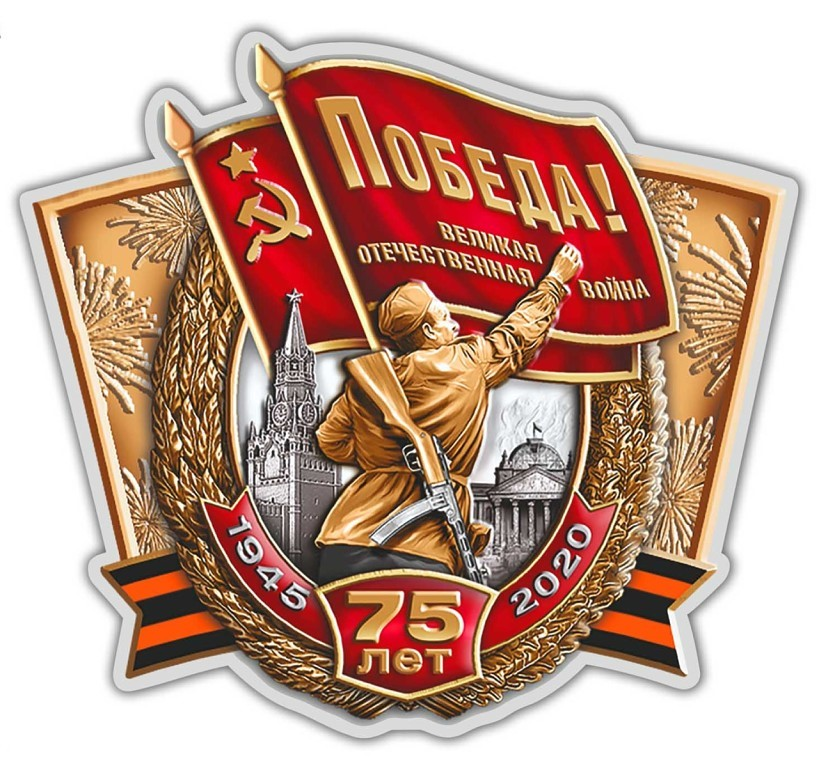 ПОБЕДА!
ВЕЛИКАЯ
ОТЕЧЕСТВЕННАЯ
ВОЙНА
1945
2020
75
лет